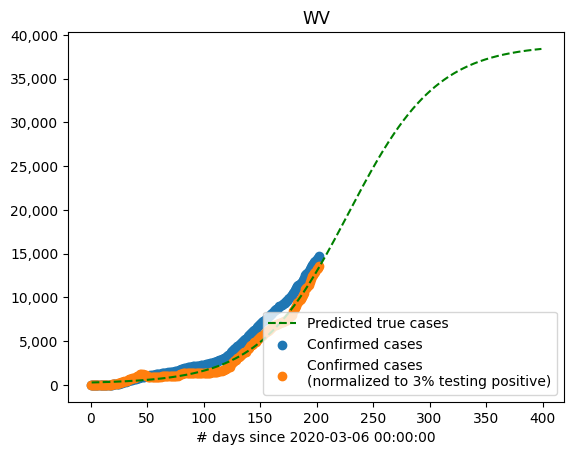 WV
40,000
35,000
30,000
25,000
20,000
15,000
10,000
5,000
0
Predicted true cases
Confirmed cases
Confirmed cases
(normalized to 3% testing positive)
0 50 100 150 200 250 300 350 400
# days since 2020-03-06 00:00:00